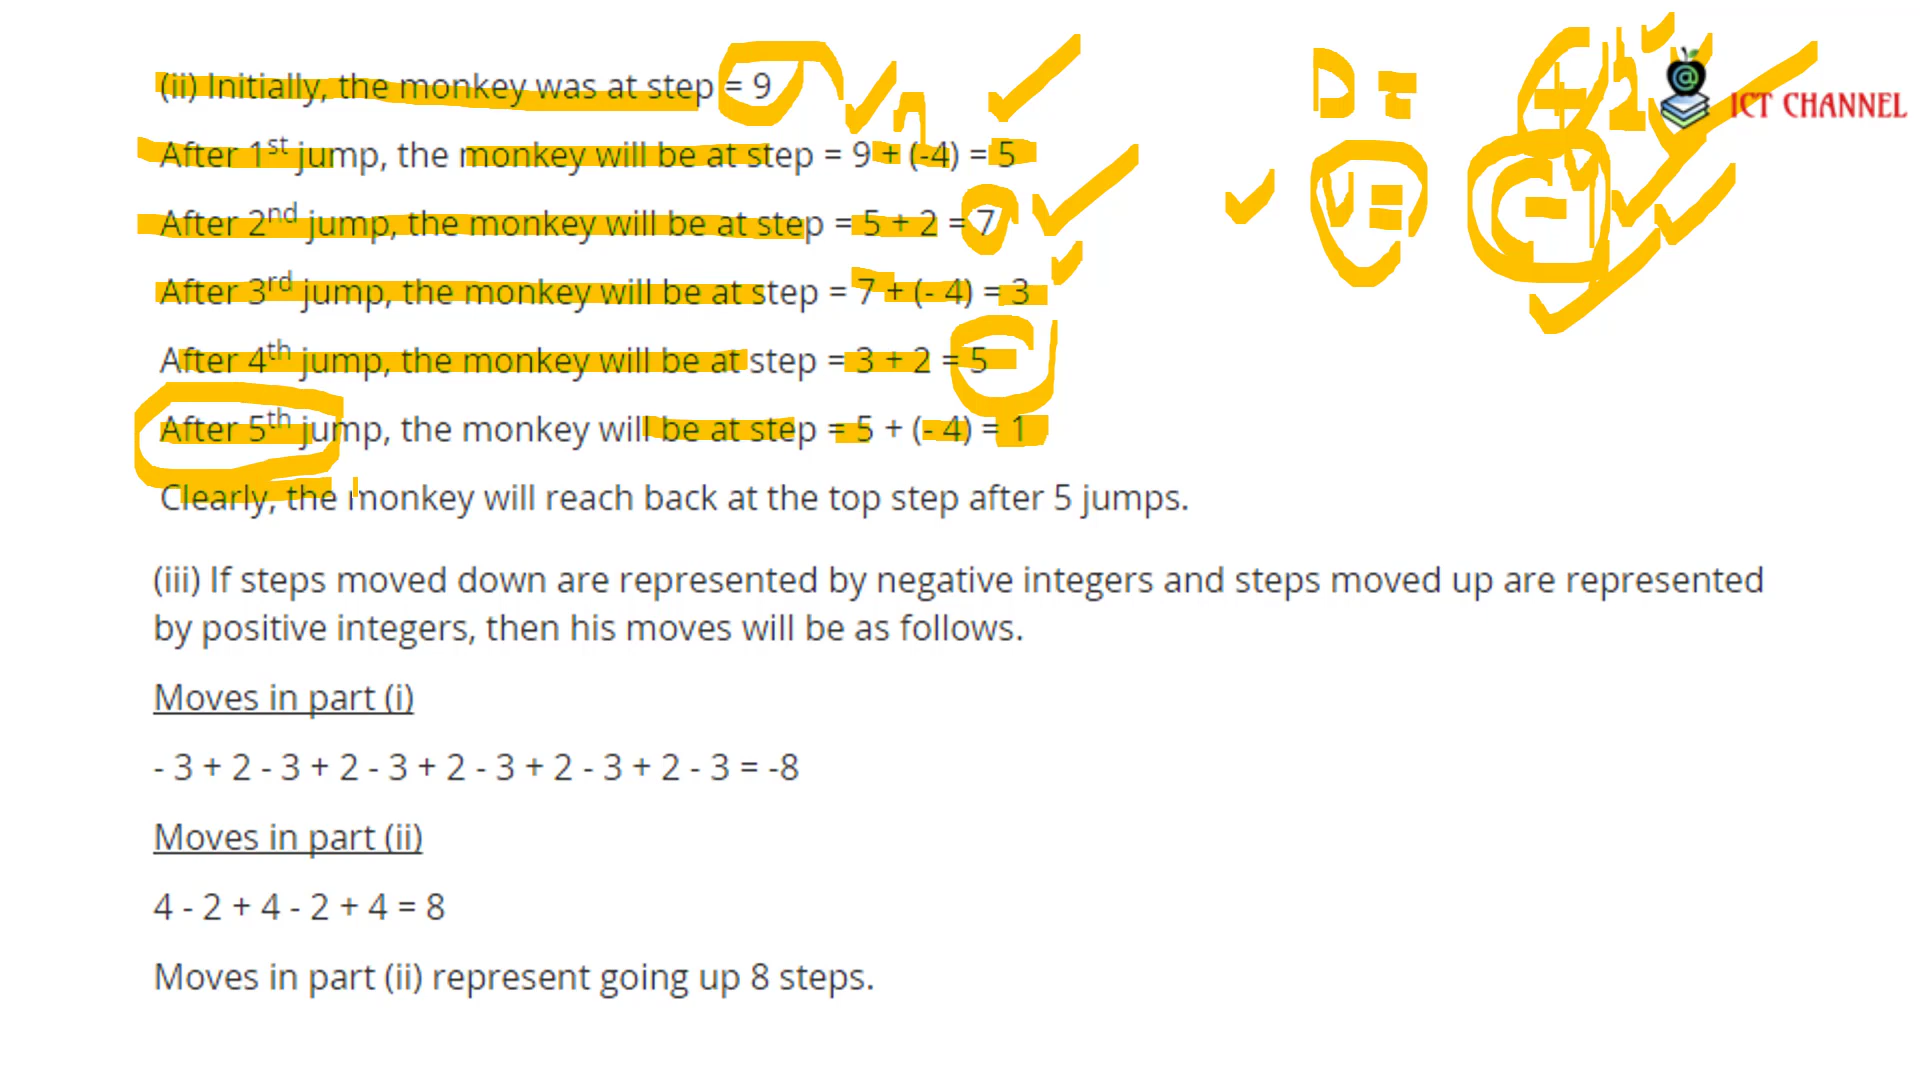 (ii) Initially, the monkey was at step = 9
After 1st jump, the monkey will be at step = 9 + (-4) = 5
After 2nd jump, the monkey will be at step = 5 + 2 = 7
After 3rd jump, the monkey will be at step = 7 + (- 4) = 3
After 4th jump, the monkey will be at step = 3 + 2 = 5
After 5th jump, the monkey will be at step = 5 + (- 4) = 1
Clearly, the monkey will reach back at the top step after 5 jumps.
(iii) If steps moved down are represented by negative integers and steps moved up are represented
by positive integers, then his moves will be as follows.
Moves in part (i)
- 3 + 2 - 3 + 2 - 3 + 2 - 3 + 2 - 3 + 2 - 3 = -8
Moves in part (ii)
4 - 2 + 4 - 2 + 4 = 8
Moves in part (ii) represent going up 8 steps.
D =
U =
ICT CHANNEL